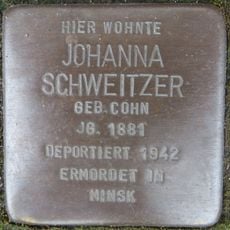 HIER WOHNTE
JOHANNA
SCHWEITZER
GEB. COHN
JG. 1881
DEPORTIERT 1942
ERMORDET IN
MINSK